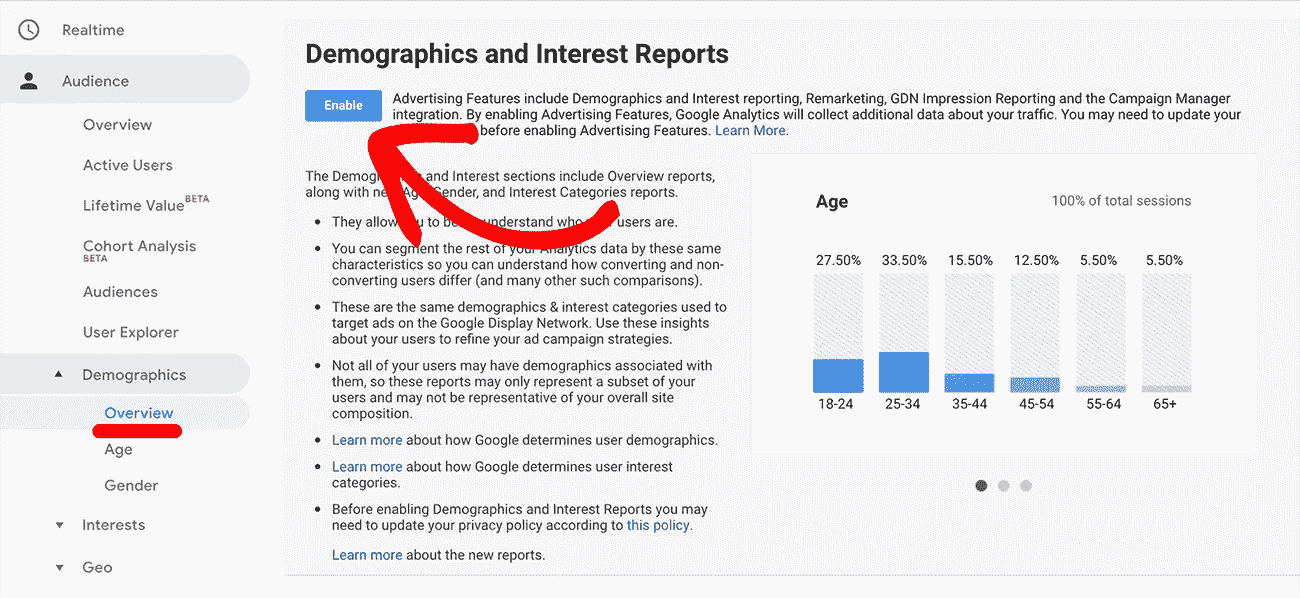 Realtime
Audience
Overview
Active Users
Lifetime Value BETA
Cohort Analysis
BETA
Audiences
User Explorer
Demographics
Overview
Age
Gender
Interests
Geo
Demographics and Interest Reports
Enable
Advertising Features include Demographics and Interest reporting, Remarketing, GDN Impression Reporting and the Campaign Manager
integration. By enabling Advertising Features, Google Analytics will collect additional data about your traffic. You may need to update your
before enabling Advertising Features. Learn More.
The and Interest sections include Overview reports,
along with Gender, and Interest Categories reports.
They allow to understand who users are.
You can segment the rest of your Analytics data by these same
characteristics so you can understand how converting and non-
converting users differ (and many other such comparisons).
These are the same demographics & interest categories used to
target ads on the Google Display Network. Use these insights
about your users to refine your ad campaign strategies.
Not all of your users may have demographics associated with
them, so these reports may only represent a subset of your
users and may not be representative of your overall site
composition.
Learn more about how Google determines user demographics.
Learn more about how Google determines user interest
categories.
Before enabling Demographics and Interest Reports you may
need to update your privacy policy according to this policy.
Learn more about the new reports.
Age
100% of total sessions
27.50% 33.50% 15.50% 12.50% 5.50% 5.50%
18-24 25-34 35-44 45-54 55-64 65+